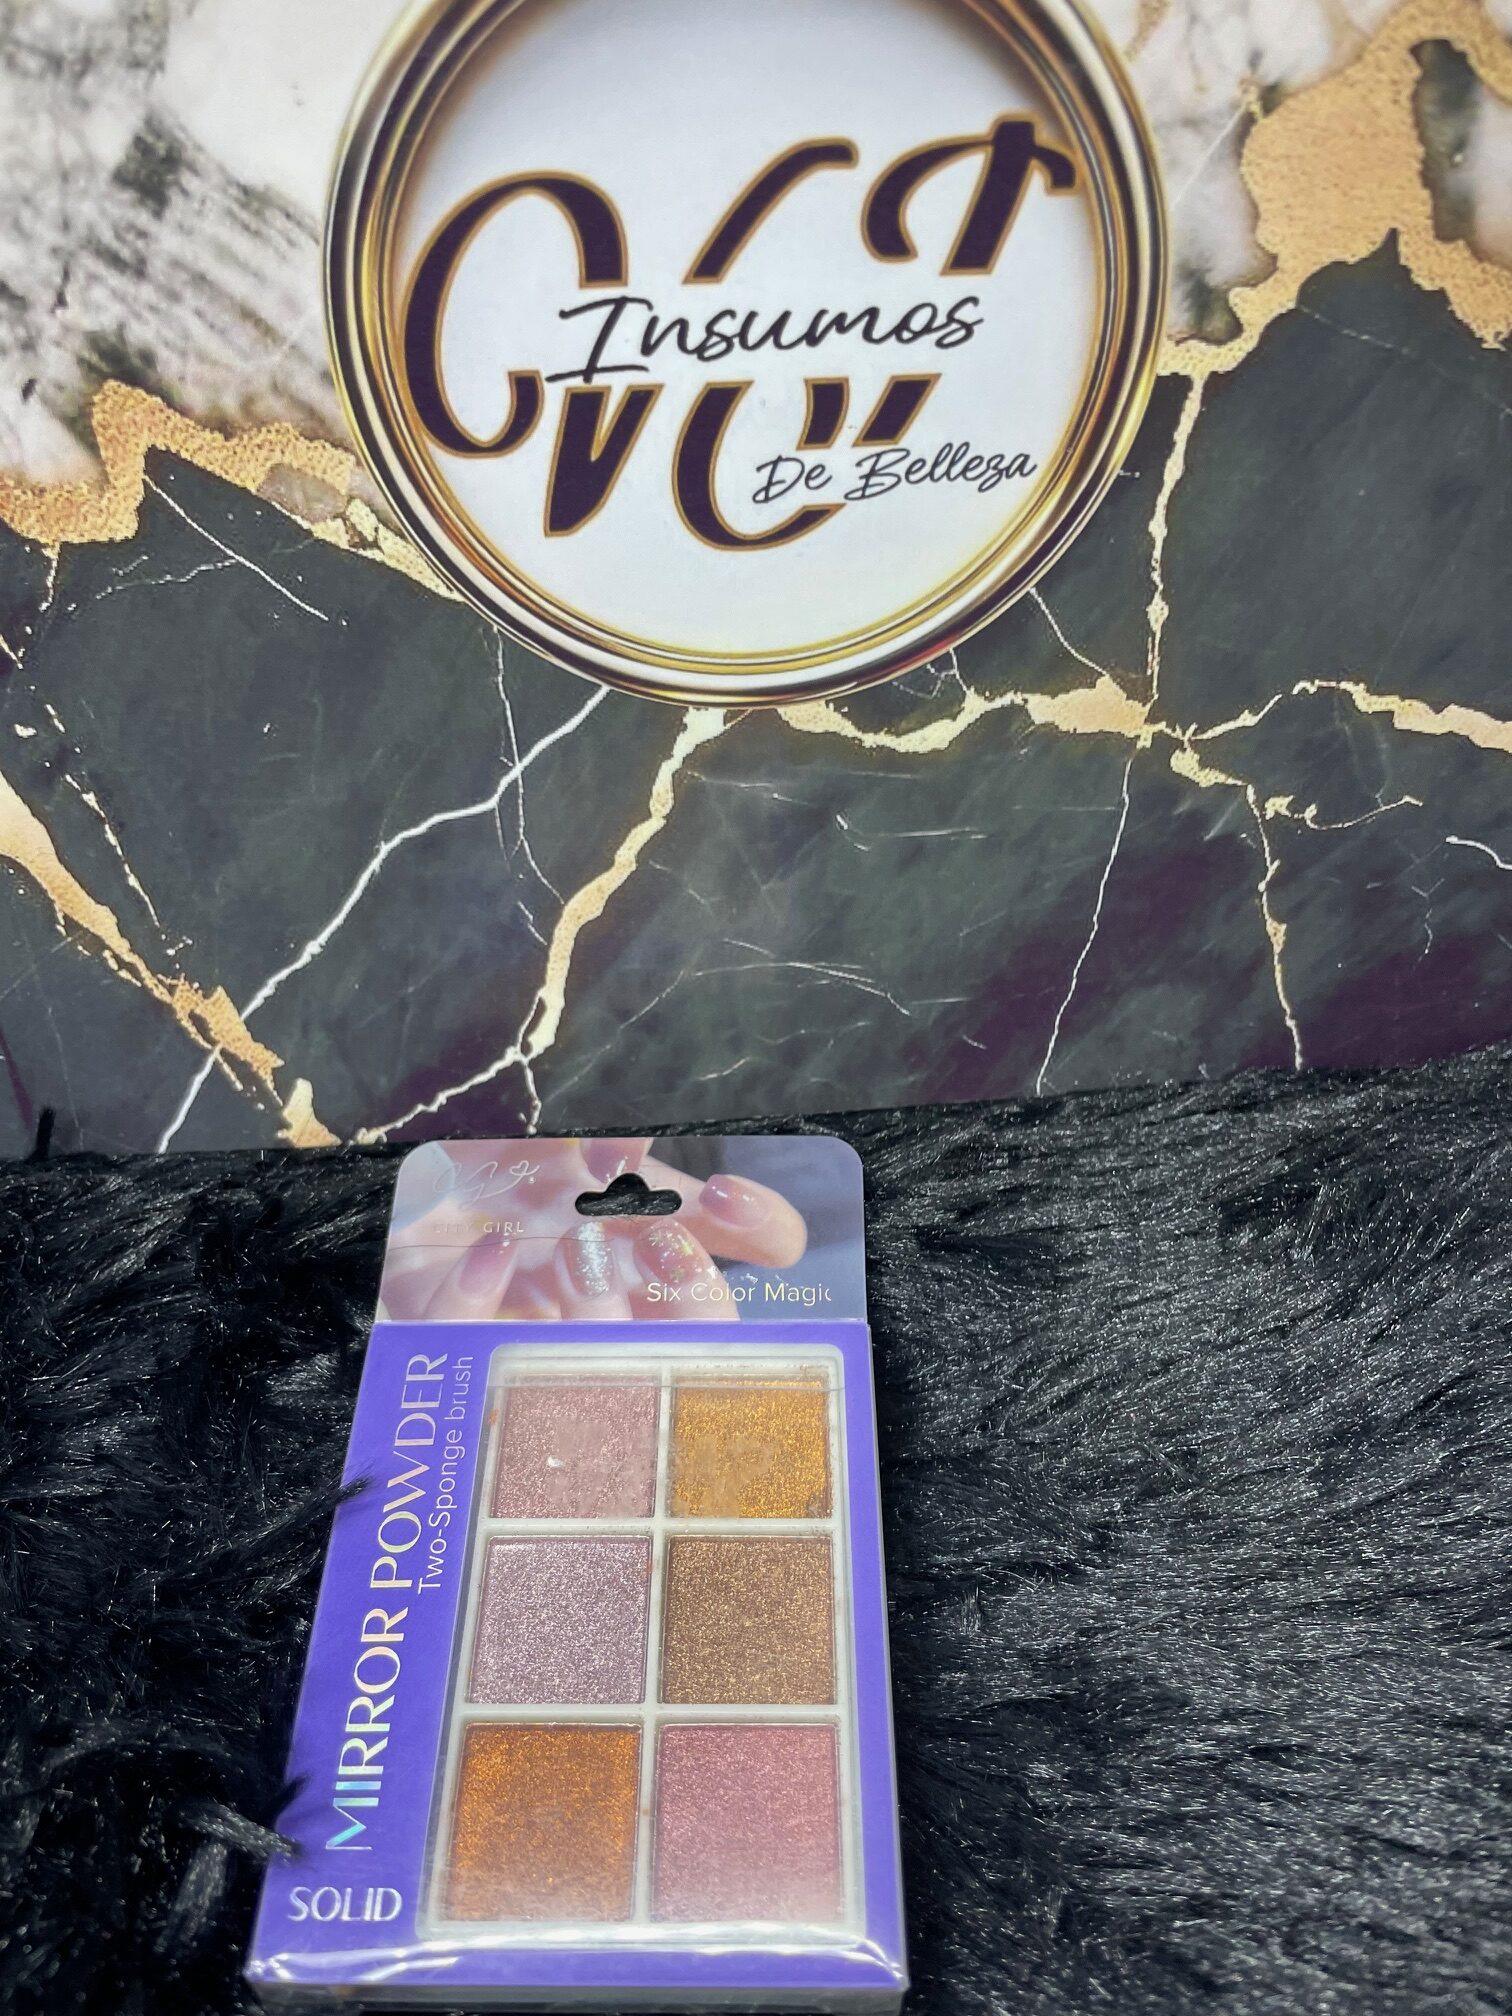 Insumos
De Belleza
CITY GIRL
Six Color Magic
MIRROR POWDER
Two-Sponge brush
SOLID